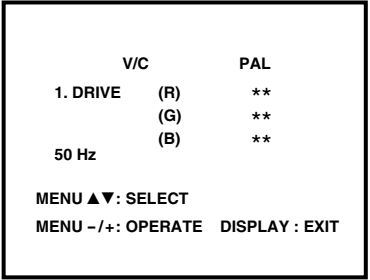 V/C PAL
1. DRIVE (R) **
(G) **
(B) **
50 Hz
MENU ▲▼: SELECT
MENU −/+: OPERATE DISPLAY : EXIT